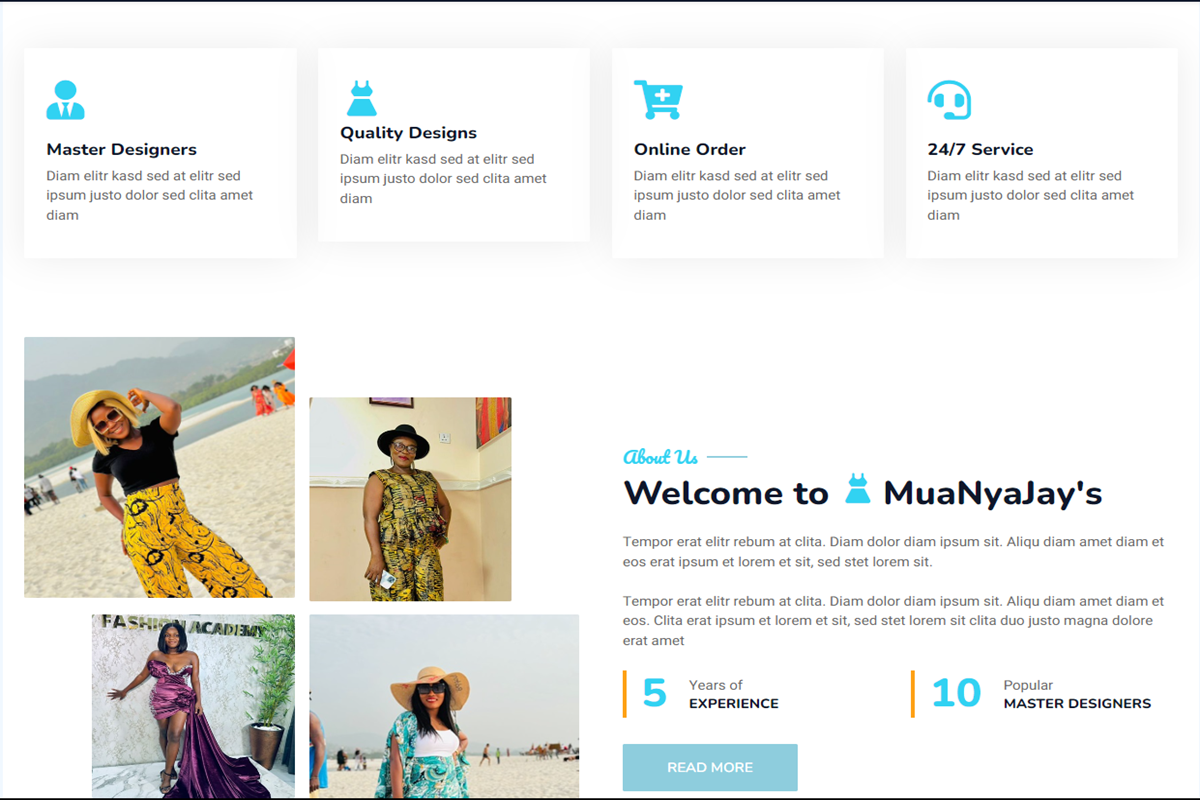 Master Designers
Diam elitr kasd sed at elitr sed
ipsum justo dolor sed clita amet
diam
Quality Designs
Diam elitr kasd sed at elitr sed
ipsum justo dolor sed clita amet
diam
Online Order
Diam elitr kasd sed at elitr sed
ipsum justo dolor sed clita amet
diam
24/7 Service
Diam elitr kasd sed at elitr sed
ipsum justo dolor sed clita amet
diam
FASHION ACADEMY
About Us
Welcome to MuaNyaJay's
Tempor erat elitr rebum at clita. Diam dolor diam ipsum sit. Aliqu diam amet diam et
eos erat ipsum et lorem et sit, sed stet lorem sit.
Tempor erat elitr rebum at clita. Diam dolor diam ipsum sit. Aliqu diam amet diam et
eos. Clita erat ipsum et lorem et sit, sed stet lorem sit clita duo justo magna dolore
erat amet
5 Years of
EXPERIENCE
10 Popular
MASTER DESIGNERS
READ MORE